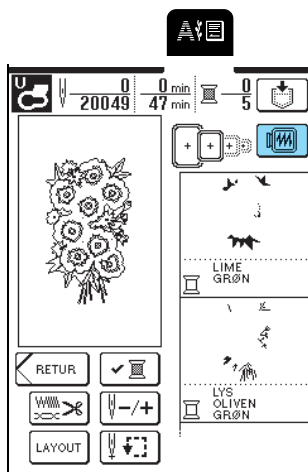 A
0 0 min 0
20049 47 min 5
LIME
GRØN
LYS
OLIVEN
GRØN
RETUR
-/+
LAYOUT